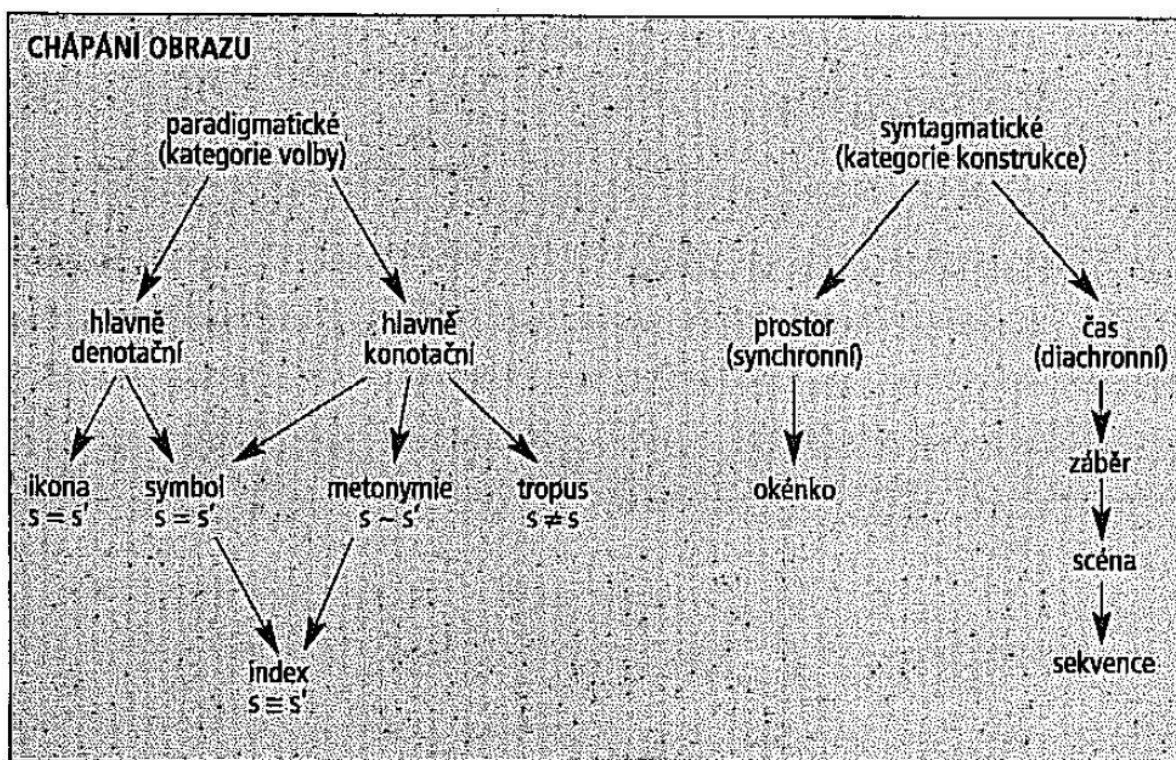 CHÁPÁNÍ OBRAZU
paradigmatické
(kategorie volby)
syntagmatické
(kategorie konstrukce)
hlavně
denotační
hlavně
konotační
prostor
(synchronní)
čas
(diachronní)
ikona
s = s'
symbol
s = s'
metonymie
s ~ s'
tropus
s ≠ s
okénko
záběr
scéna
index
s ≡ s'
sekvence